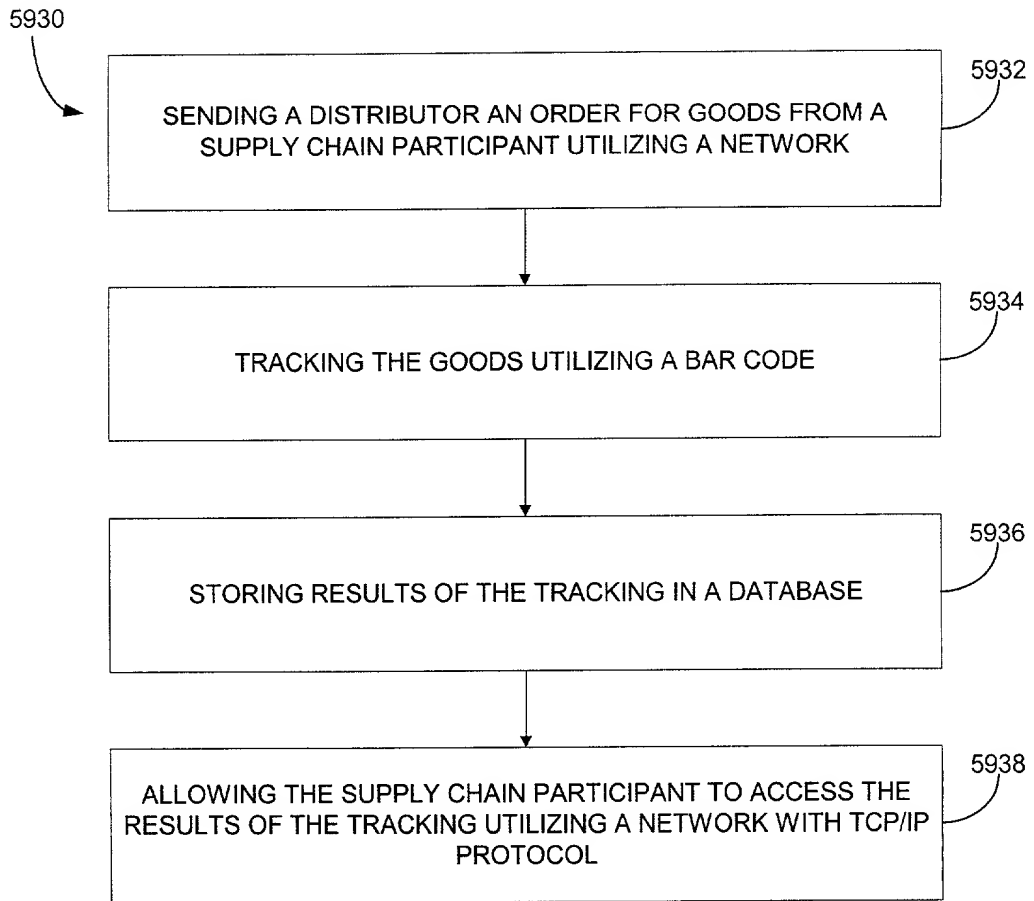 5930
5932
SENDING A DISTRIBUTOR AN ORDER FOR GOODS FROM A
SUPPLY CHAIN PARTICIPANT UTILIZING A NETWORK
5934
TRACKING THE GOODS UTILIZING A BAR CODE
5936
STORING RESULTS OF THE TRACKING IN A DATABASE
5938
ALLOWING THE SUPPLY CHAIN PARTICIPANT TO ACCESS THE
RESULTS OF THE TRACKING UTILIZING A NETWORK WITH TCP/IP
PROTOCOL